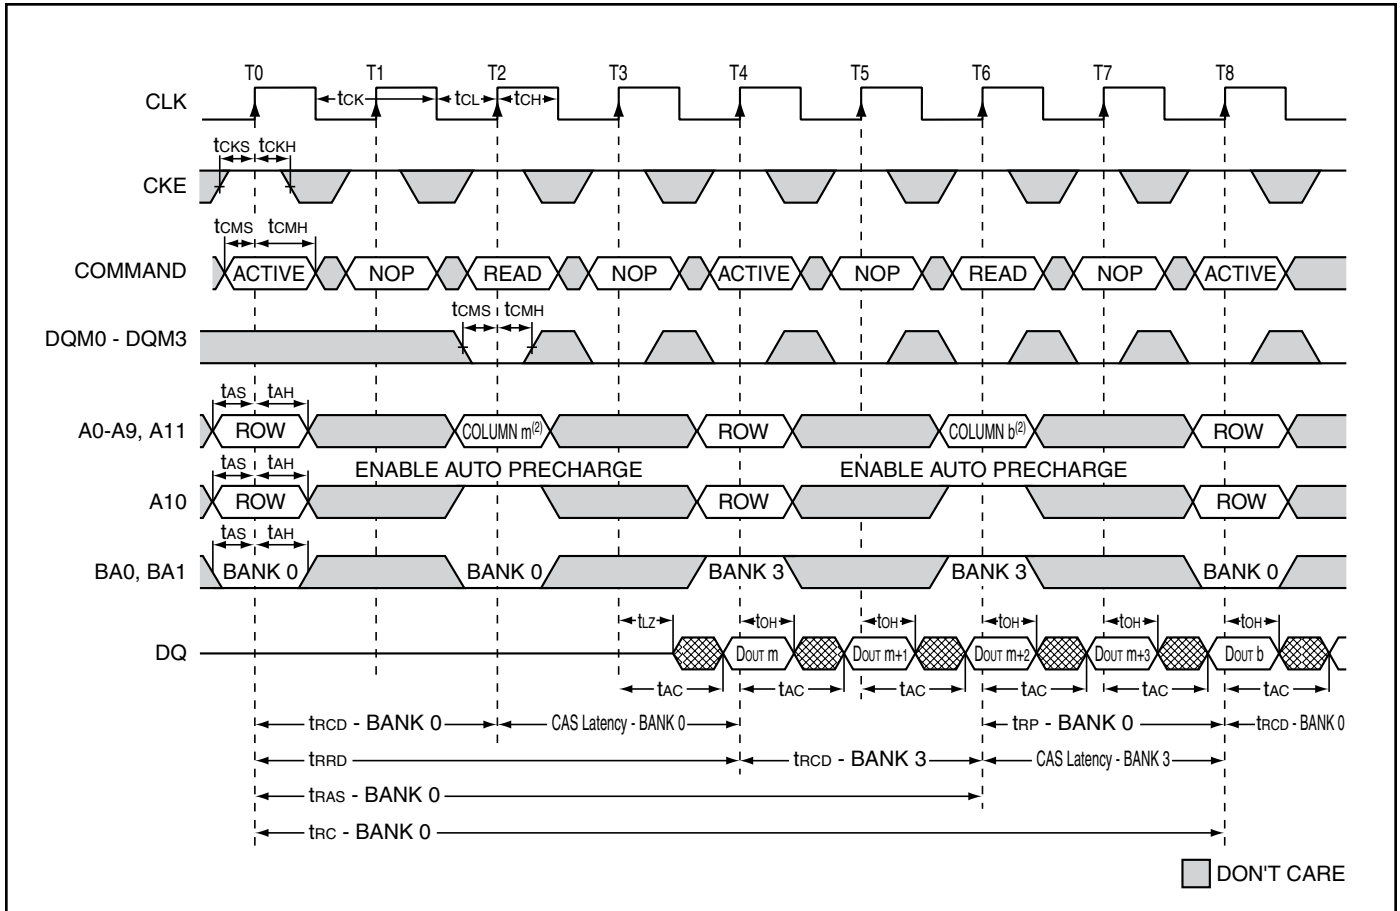 T0 T1 T2 T3 T4 T5 T6 T7 T8
CLK tCK tCL tCH
tCKS tCKH
CKE
tCMS tCMH
COMMAND ACTIVE NOP READ NOP ACTIVE NOP READ NOP ACTIVE
tCMS tCMH
DQM0 - DQM3
tAS tAH
A0-A9, A11 ROW COLUMN m(2) ROW COLUMN b(2) ROW
tAS tAH ENABLE AUTO PRECHARGE ENABLE AUTO PRECHARGE
A10 ROW ROW ROW
tAS tAH
BA0, BA1 BANK 0 BANK 0 BANK 3 BANK 3 BANK 0
tLZ tOH tOH tOH tOH tOH
DQ DOUT m DOUT m+1 DOUT m+2 DOUT m+3 DOUT b
tAC tAC tAC tAC tAC tAC
tRCD - BANK 0 CAS Latency - BANK 0 tRP - BANK 0 tRCD - BANK 0
tRRD tRCD - BANK 3 CAS Latency - BANK 3
tRAS - BANK 0
tRC - BANK 0
DON'T CARE